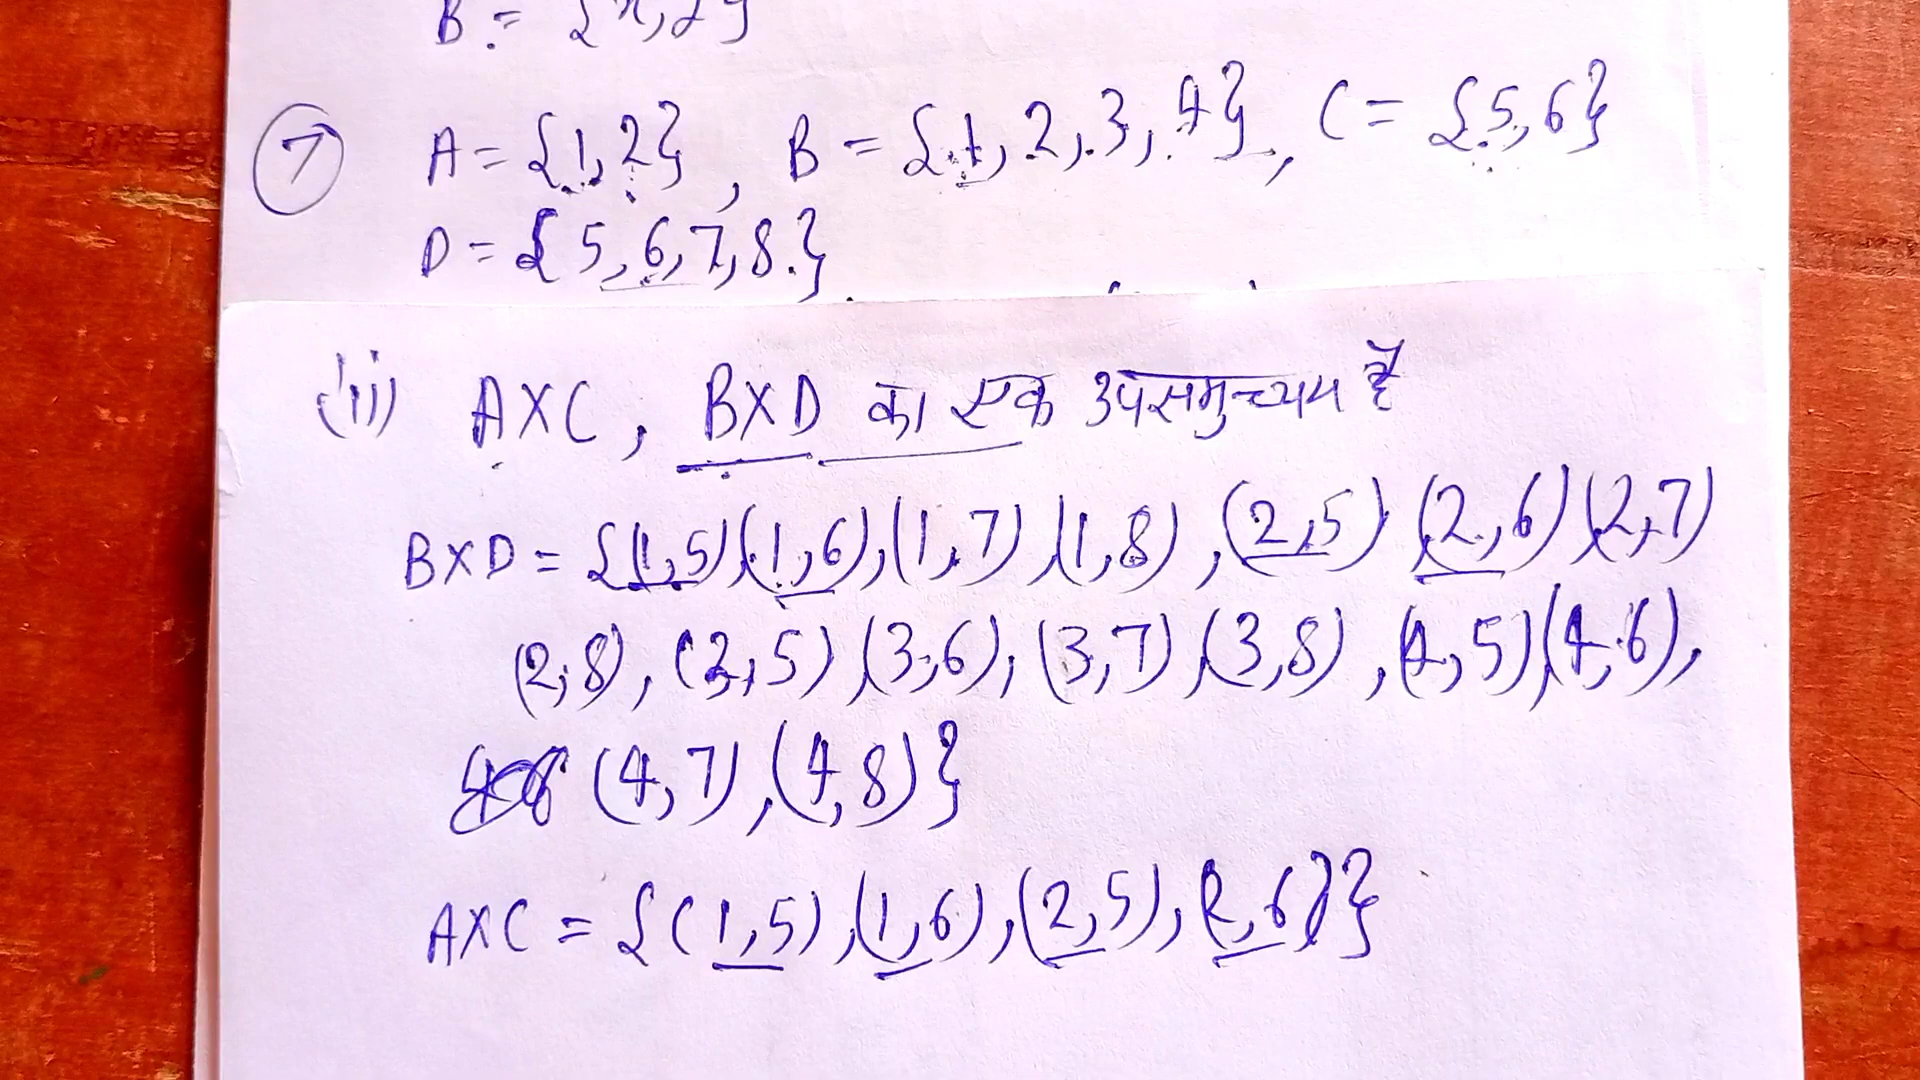 B = {x,2}
7 A = {1,2} , B = {1,2,3,4} , C = {5,6}
D = {5,6,7,8}
(ii) A×C, B×D का एक उपसमुच्चय है
B×D = {(1,5),(1,6),(1,7),(1,8),(2,5),(2,6),(2,7)
(2,8),(3,5),(3,6),(3,7),(3,8),(4,5),(4,6),
(4,7),(4,8)}
A×C = {(1,5),(1,6),(2,5),(2,6)}